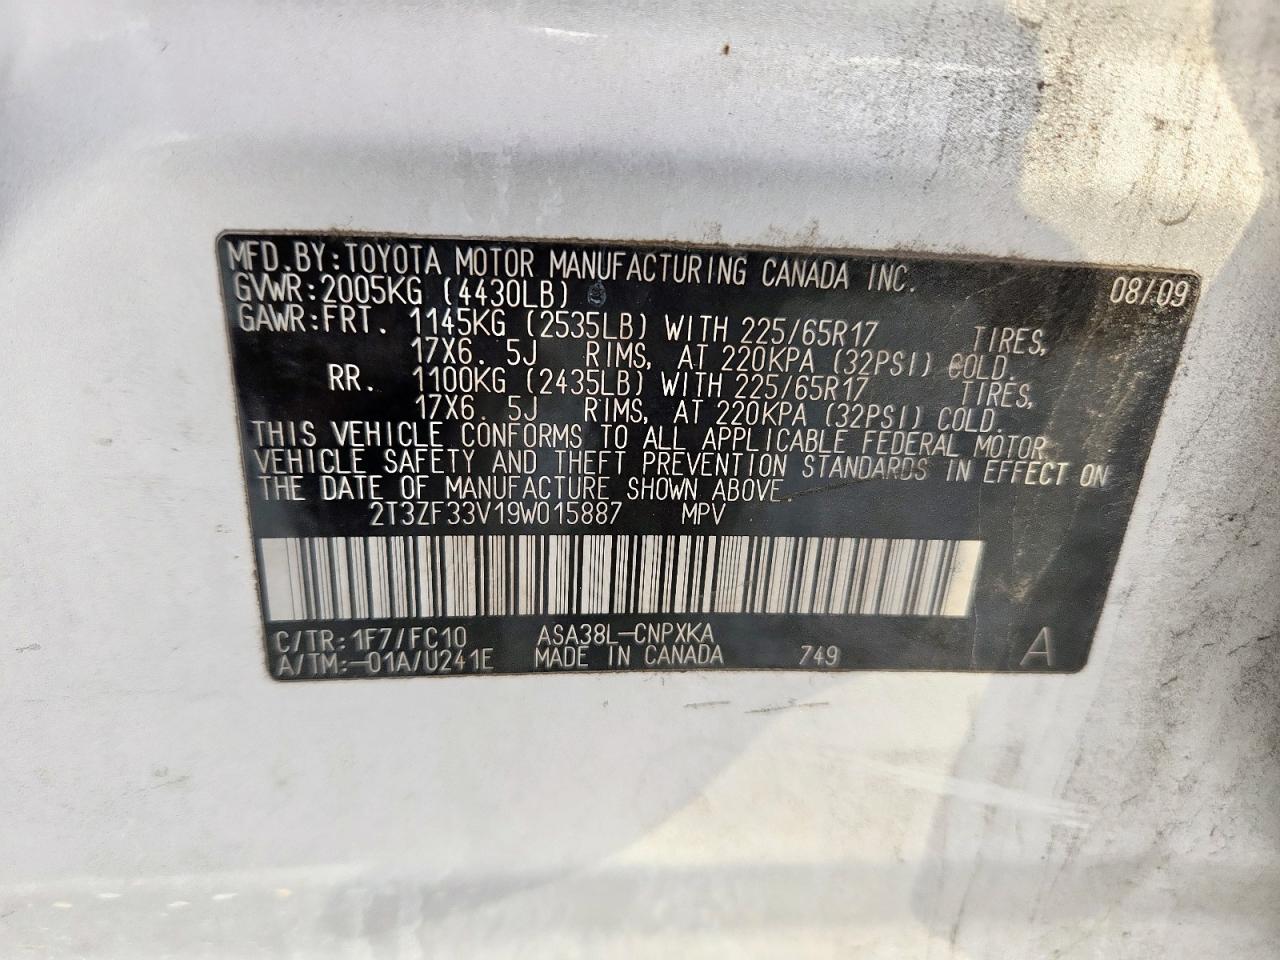 MFD. BY: TOYOTA MOTOR MANUFACTURING CANADA INC. 08/09
GVWR: 2005KG (4430LB)
GAWR: FRT. 1145KG (2535LB) WITH 225/65R17 TIRES,
17X6.5J RIMS, AT 220KPA (32PSI) COLD.
RR. 1100KG (2435LB) WITH 225/65R17 TIRES,
17X6.5J RIMS, AT 220KPA (32PSI) COLD.
THIS VEHICLE CONFORMS TO ALL APPLICABLE FEDERAL MOTOR
VEHICLE SAFETY AND THEFT PREVENTION STANDARDS IN EFFECT ON
THE DATE OF MANUFACTURE SHOWN ABOVE.
2T3ZF33V19W015887 MPV
C/TR: 1F7/FC10 ASA38L-CNPXKA
A/TM: -01A/U241E MADE IN CANADA 749 A